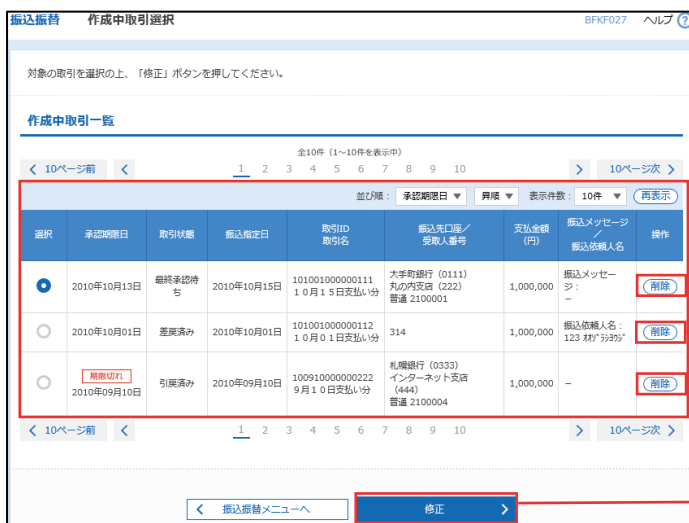 振込振替 作成中取引選択 BFKF027 ヘルプ ?
対象の取引を選択の上、「修正」ボタンを押してください。
作成中取引一覧
全10件（1～10件を表示中）
< 10ページ前 < 1 2 3 4 5 6 7 8 9 10 > 10ページ次 >
並び順： 承認期限日 ▼ 昇順 ▼ 表示件数： 10件 ▼ 再表示
選択 承認期限日 取引状態 振込指定日 取引ID 取引名 振込先口座／ 受取人番号 支払金額 (円) 振込メッセージ ／ 振込依頼人名 操作
2010年10月13日 最終承認待ち 2010年10月15日 101001000000111 １０月１５日支払い分 大手町銀行（0111） 丸の内支店（222） 普通 2100001 1,000,000 振込メッセージ： － 削除
2010年10月01日 差戻済み 2010年10月01日 101001000000112 １０月０１日支払い分 314 1,000,000 振込依頼人名： 123 削除
期限切れ
2010年09月10日 引戻済み 2010年09月10日 100910000000222 ９月１０日支払い分 札幌銀行（0333） インターネット支店 （444） 普通 2100004 1,000,000 － 削除
< 10ページ前 < 1 2 3 4 5 6 7 8 9 10 > 10ページ次 >
< 振込振替メニューへ 修正 >